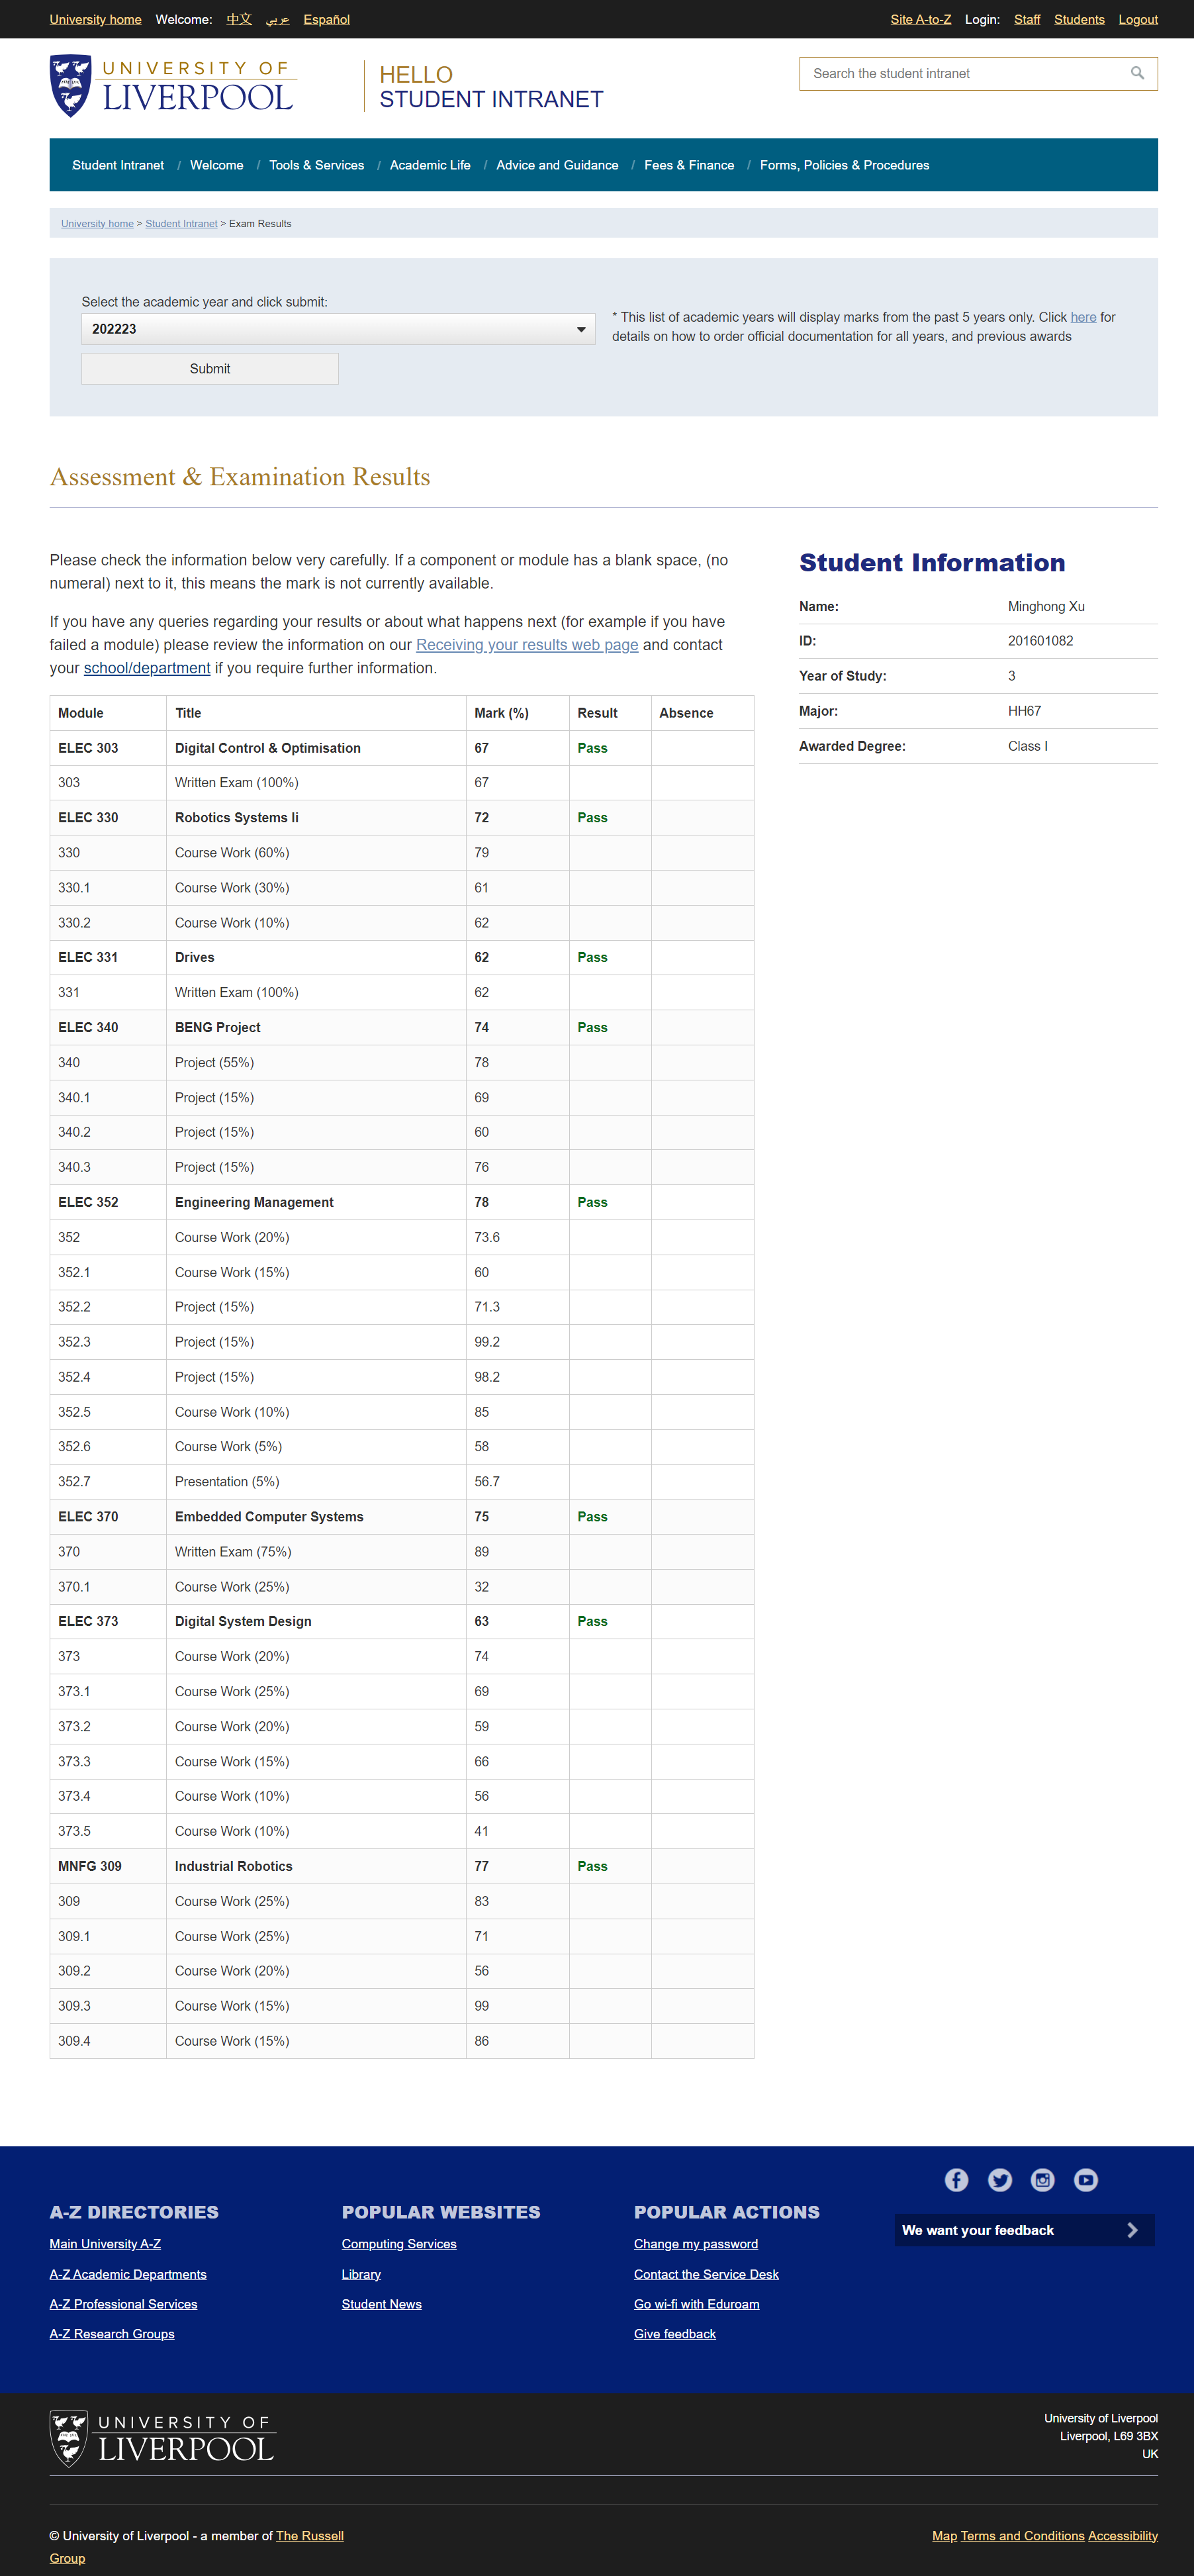 University home Welcome: 中文 عربي Español Site A-to-Z Login: Staff Students Logout
UNIVERSITY OF
LIVERPOOL
HELLO
STUDENT INTRANET
Search the student intranet
Student Intranet / Welcome / Tools & Services / Academic Life / Advice and Guidance / Fees & Finance / Forms, Policies & Procedures
University home > Student Intranet > Exam Results
Select the academic year and click submit:
202223
Submit
* This list of academic years will display marks from the past 5 years only. Click here for
details on how to order official documentation for all years, and previous awards
Assessment & Examination Results
Please check the information below very carefully. If a component or module has a blank space, (no
numeral) next to it, this means the mark is not currently available.
If you have any queries regarding your results or about what happens next (for example if you have
failed a module) please review the information on our Receiving your results web page and contact
your school/department if you require further information.
Module Title Mark (%) Result Absence
ELEC 303 Digital Control & Optimisation 67 Pass
303 Written Exam (100%) 67
ELEC 330 Robotics Systems Ii 72 Pass
330 Course Work (60%) 79
330.1 Course Work (30%) 61
330.2 Course Work (10%) 62
ELEC 331 Drives 62 Pass
331 Written Exam (100%) 62
ELEC 340 BENG Project 74 Pass
340 Project (55%) 78
340.1 Project (15%) 69
340.2 Project (15%) 60
340.3 Project (15%) 76
ELEC 352 Engineering Management 78 Pass
352 Course Work (20%) 73.6
352.1 Course Work (15%) 60
352.2 Project (15%) 71.3
352.3 Project (15%) 99.2
352.4 Project (15%) 98.2
352.5 Course Work (10%) 85
352.6 Course Work (5%) 58
352.7 Presentation (5%) 56.7
ELEC 370 Embedded Computer Systems 75 Pass
370 Written Exam (75%) 89
370.1 Course Work (25%) 32
ELEC 373 Digital System Design 63 Pass
373 Course Work (20%) 74
373.1 Course Work (25%) 69
373.2 Course Work (20%) 59
373.3 Course Work (15%) 66
373.4 Course Work (10%) 56
373.5 Course Work (10%) 41
MNFG 309 Industrial Robotics 77 Pass
309 Course Work (25%) 83
309.1 Course Work (25%) 71
309.2 Course Work (20%) 56
309.3 Course Work (15%) 99
309.4 Course Work (15%) 86
Student Information
Name: Minghong Xu
ID: 201601082
Year of Study: 3
Major: HH67
Awarded Degree: Class I
A-Z DIRECTORIES
Main University A-Z
A-Z Academic Departments
A-Z Professional Services
A-Z Research Groups
POPULAR WEBSITES
Computing Services
Library
Student News
POPULAR ACTIONS
Change my password
Contact the Service Desk
Go wi-fi with Eduroam
Give feedback
We want your feedback
UNIVERSITY OF
LIVERPOOL
University of Liverpool
Liverpool, L69 3BX
UK
© University of Liverpool - a member of The Russell
Group
Map Terms and Conditions Accessibility